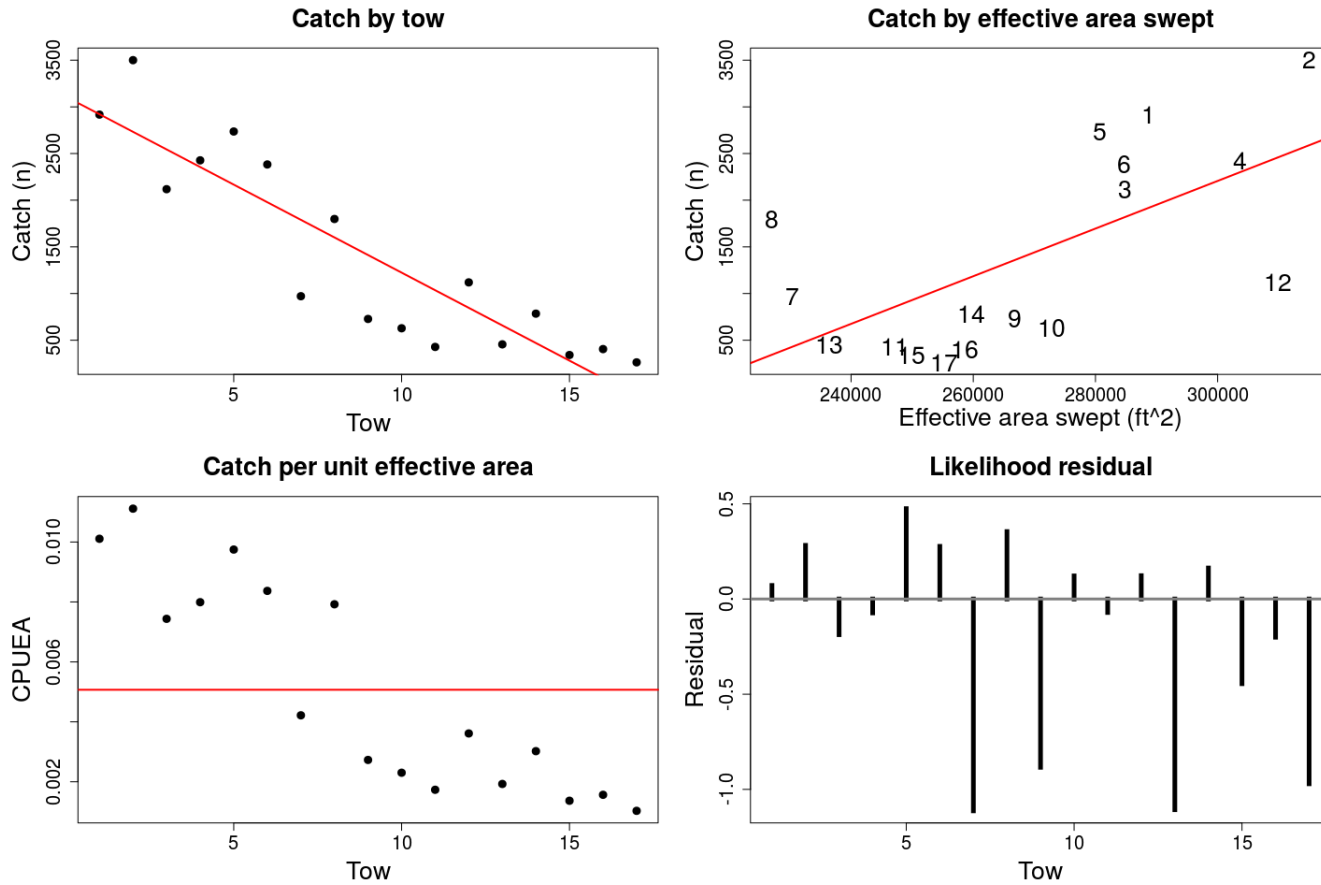 Catch by tow
3500
2500
1500
500
Catch (n)
5 10 15
Tow
Catch by effective area swept
3500
2500
1500
500
Catch (n)
2
1
5
6
4
3
8
12
7
14
9
10
13
11
15
16
17
240000 260000 280000 300000
Effective area swept (ft^2)
Catch per unit effective area
0.010
0.006
0.002
CPUEA
5 10 15
Tow
Likelihood residual
0.5
0.0
-0.5
-1.0
Residual
5 10 15
Tow